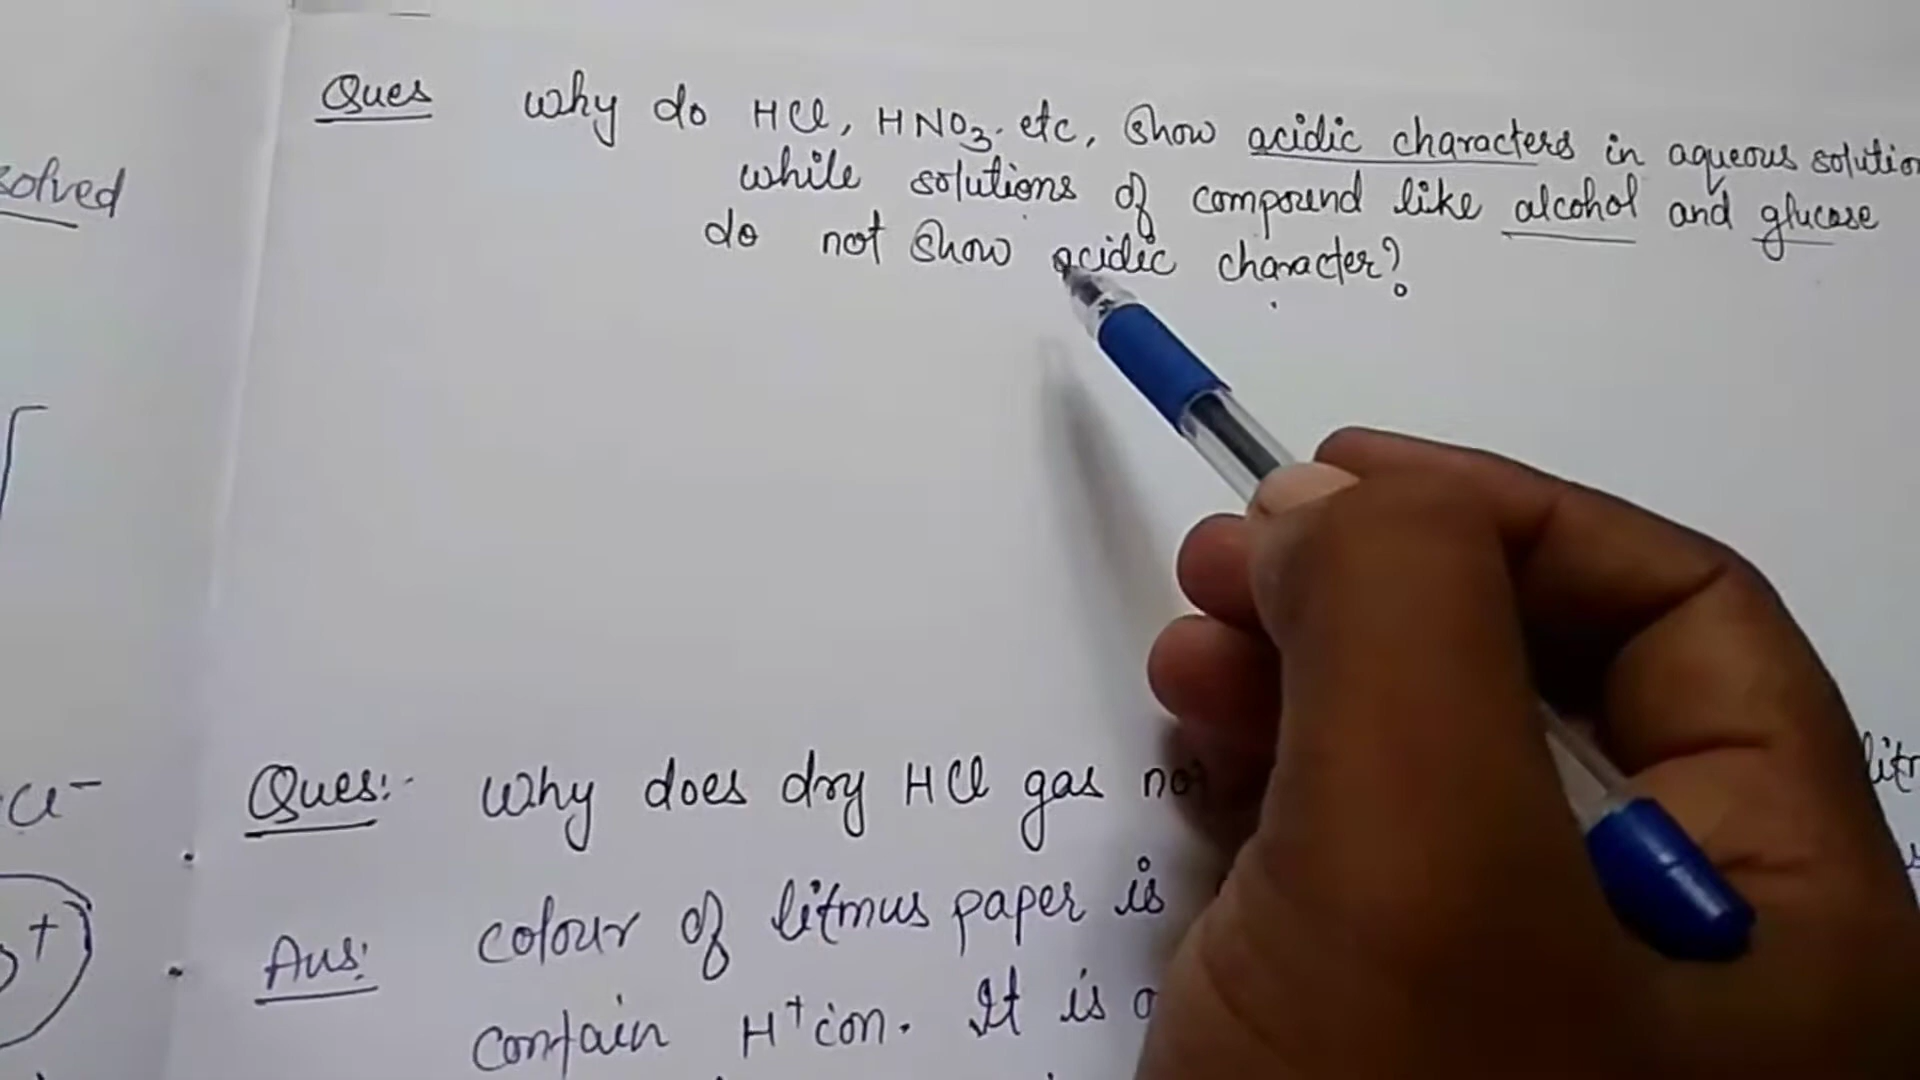 solved
Ques why do HCl, HNO3. etc, show acidic characters in aqueous solution
while solutions of compound like alcohol and glucose
do not show acidic character?
Cl-
Ques:- why does dry HCl gas not
colour of litmus paper is
+
Ans:
contain H+ ion. It is